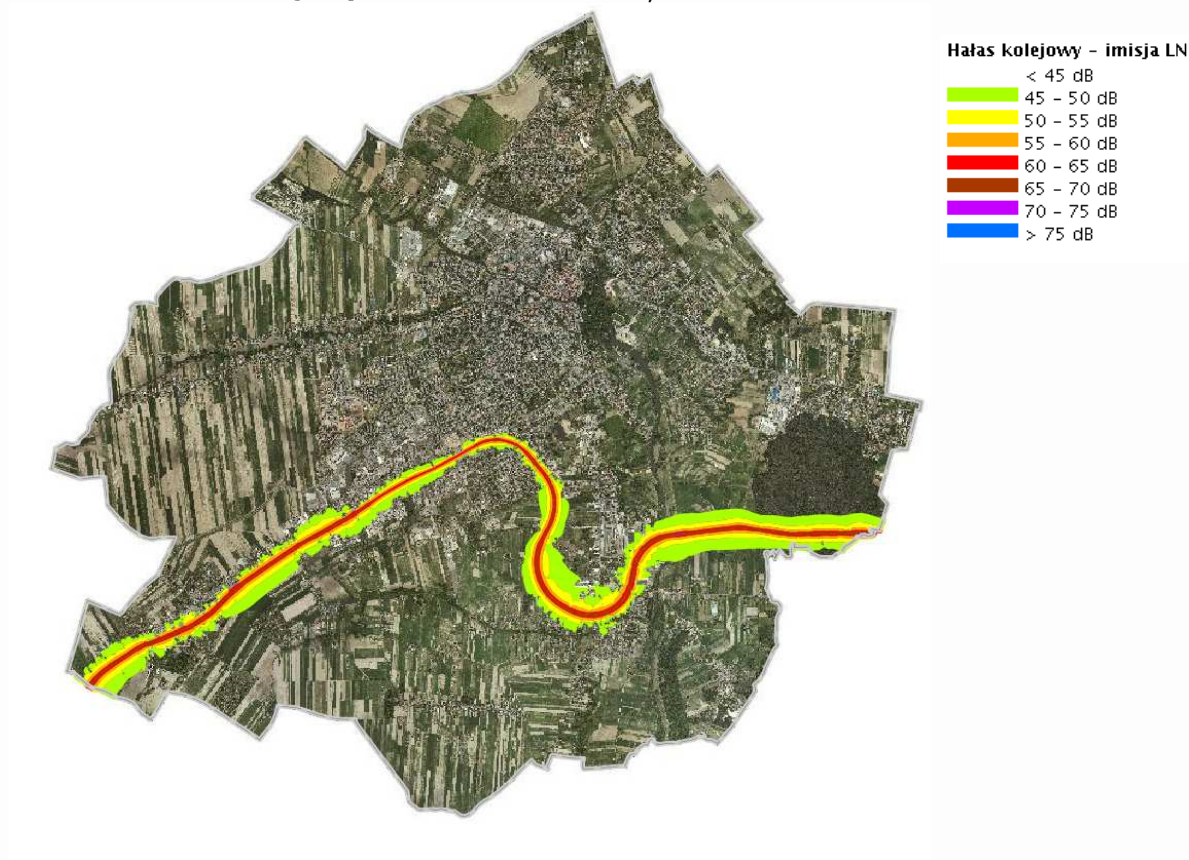 Hałas kolejowy - imisja LN
< 45 dB
45 - 50 dB
50 - 55 dB
55 - 60 dB
60 - 65 dB
65 - 70 dB
70 - 75 dB
> 75 dB